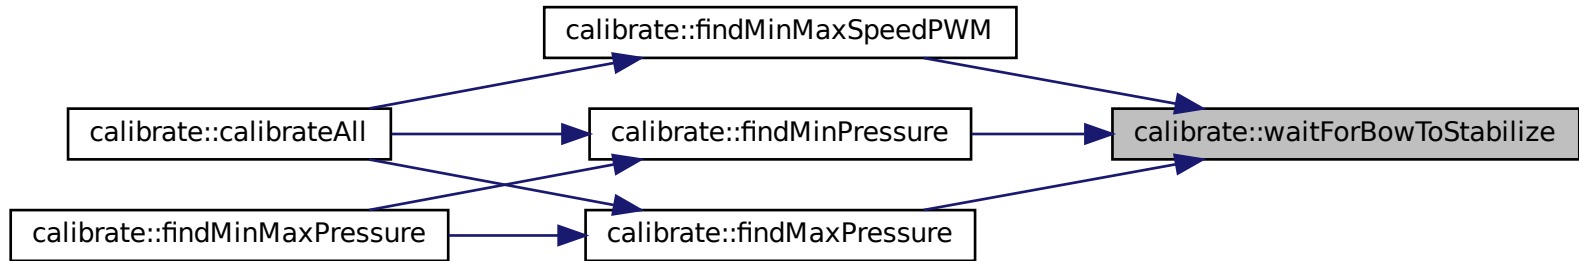 calibrate::findMinMaxSpeedPWM
calibrate::calibrateAll
calibrate::findMinPressure
calibrate::waitForBowToStabilize
calibrate::findMinMaxPressure
calibrate::findMaxPressure